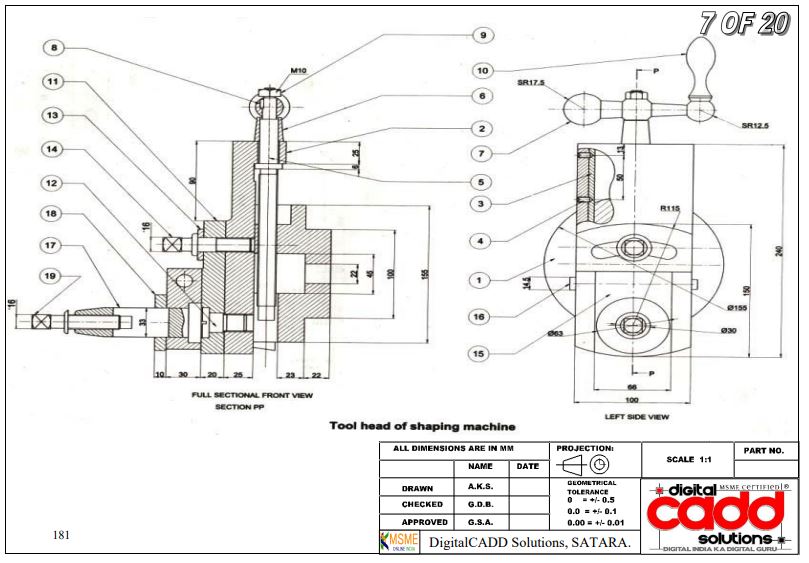 7 OF 20
8
9
M10
11
10
P
SR17.5
6
13
2
SR12.5
14
7
25
13
90
6
12
5
3
50
18
16
R115
4
17
240
45
22
100
155
1
19
14.5
150
16
33
16
Ø155
Ø63
Ø30
15
10 30 20 25 23 22
P
66
100
FULL SECTIONAL FRONT VIEW
SECTION PP
LEFT SIDE VIEW
Tool head of shaping machine
ALL DIMENSIONS ARE IN MM
PROJECTION:
SCALE 1:1
PART NO.
NAME DATE
DRAWN A.K.S.
CHECKED G.D.B.
APPROVED G.S.A.
GEOMETRICAL
TOLERANCE
0 = +/- 0.5
0.0 = +/- 0.1
0.00 = +/- 0.01
digital MSME CERTIFIED ®
cadd
solutions
DIGITAL INDIA KA DIGITAL GURU
181
MSME
ONLINE INDIA
DigitalCADD Solutions, SATARA.